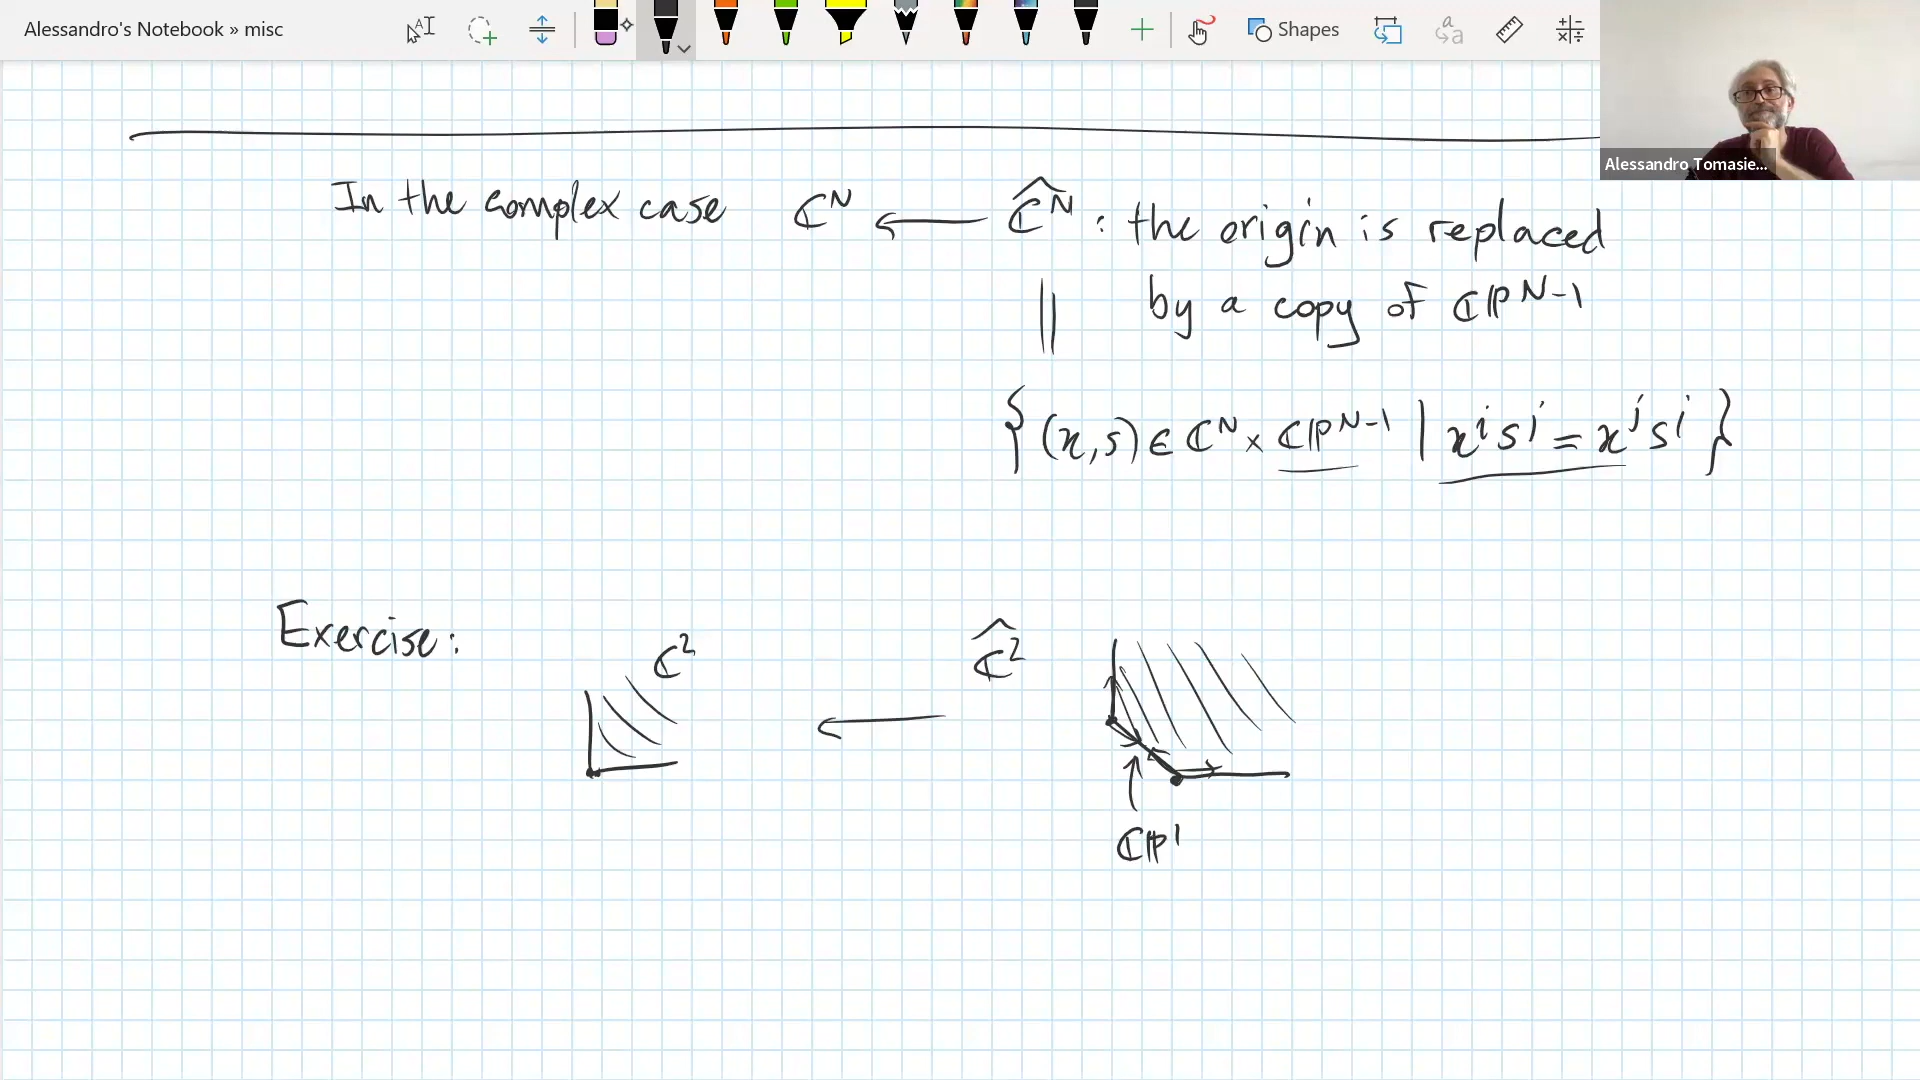 Alessandro's Notebook » misc
Shapes
Alessandro Tomasie...
In the complex case ℂᴺ ← ℂ̂ᴺ : the origin is replaced
|| by a copy of ℂℙᴺ⁻¹
{(x,s) ∈ ℂᴺ × ℂℙᴺ⁻¹ | xⁱsʲ = xʲsⁱ}
Exercise:
ℂ² ← ℂ̂²
ℂℙ¹